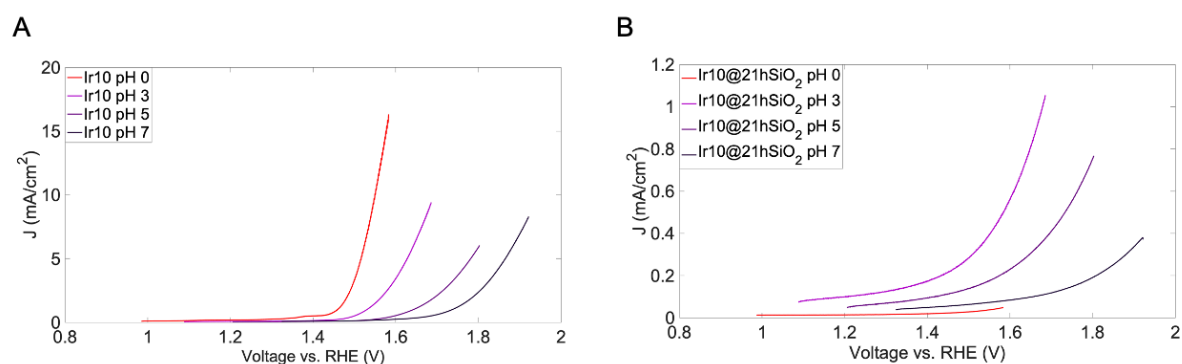 A
J (mA/cm²)
20
15
10
5
0
Ir10 pH 0
Ir10 pH 3
Ir10 pH 5
Ir10 pH 7
0.8 1 1.2 1.4 1.6 1.8 2
Voltage vs. RHE (V)
B
J (mA/cm²)
1.2
1
0.8
0.6
0.4
0.2
0
Ir10@21hSiO₂ pH 0
Ir10@21hSiO₂ pH 3
Ir10@21hSiO₂ pH 5
Ir10@21hSiO₂ pH 7
0.8 1 1.2 1.4 1.6 1.8 2
Voltage vs. RHE (V)